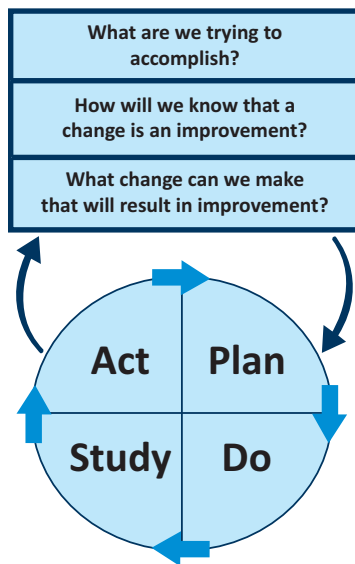 What are we trying to
accomplish?
How will we know that a
change is an improvement?
What change can we make
that will result in improvement?
Act Plan
Study Do